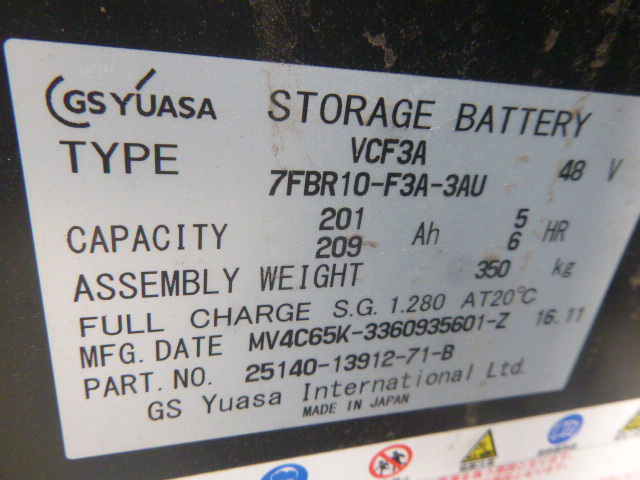 GS YUASA STORAGE BATTERY
TYPE VCF3A 48 V
7FBR10-F3A-3AU
CAPACITY 201 Ah 5 HR
209 6
ASSEMBLY WEIGHT 350 kg
FULL CHARGE S.G. 1.280 AT20℃
MFG. DATE MV4C65K-3360935601-Z 16.11
PART. NO. 25140-13912-71-B
GS Yuasa International Ltd.
MADE IN JAPAN